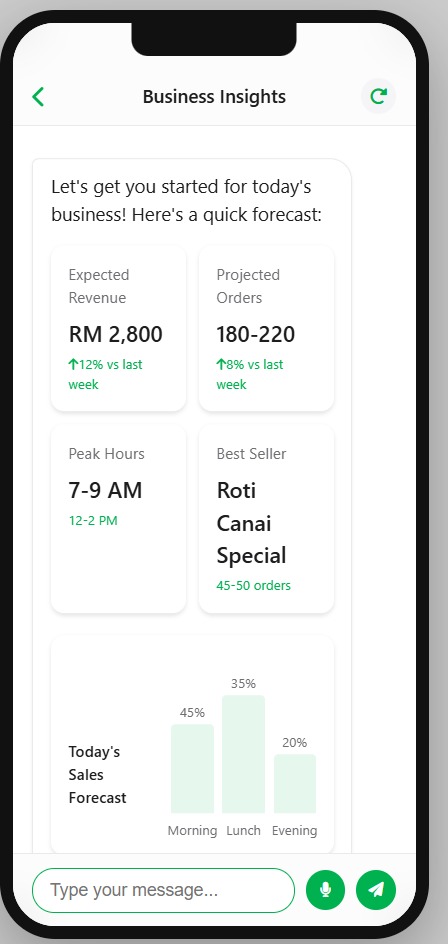 Business Insights
Let's get you started for today's
business! Here's a quick forecast:
Expected
Revenue
RM 2,800
↑12% vs last
week
Projected
Orders
180-220
↑8% vs last
week
Peak Hours
7-9 AM
12-2 PM
Best Seller
Roti
Canai
Special
45-50 orders
Today's
Sales
Forecast
45%
35%
20%
Morning
Lunch
Evening
Type your message...